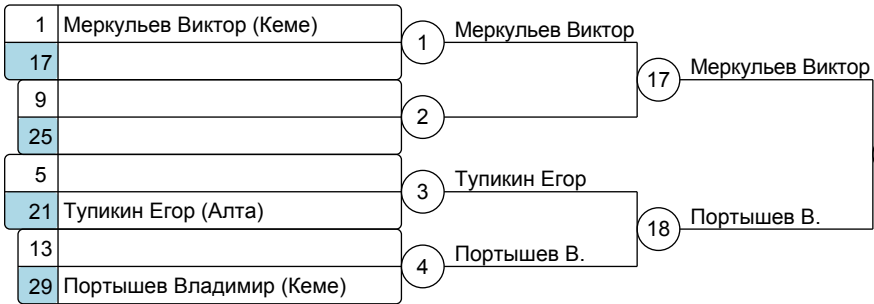 1 Меркульев Виктор (Кеме)
17
1 Меркульев Виктор
9
25
2
17 Меркульев Виктор
5
21 Тупикин Егор (Алта)
3 Тупикин Егор
13
29 Портышев Владимир (Кеме)
4 Портышев В.
18 Портышев В.